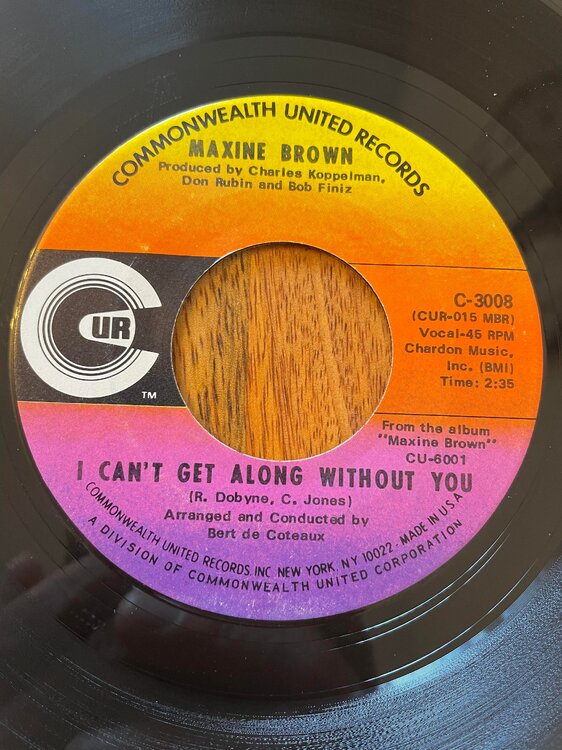 COMMONWEALTH UNITED RECORDS
MAXINE BROWN
Produced by Charles Koppelman,
Don Rubin and Bob Finiz
CUR
TM
C-3008
(CUR-015 MBR)
Vocal-45 RPM
Chardon Music,
Inc. (BMI)
Time: 2:35
From the album
"Maxine Brown"
CU-6001
I CAN'T GET ALONG WITHOUT YOU
(R. Dobyne, C. Jones)
Arranged and Conducted by
Bert de Coteaux
COMMONWEALTH UNITED RECORDS, INC. NEW YORK, NY 10022 · MADE IN U.S.A.
A DIVISION OF COMMONWEALTH UNITED CORPORATION